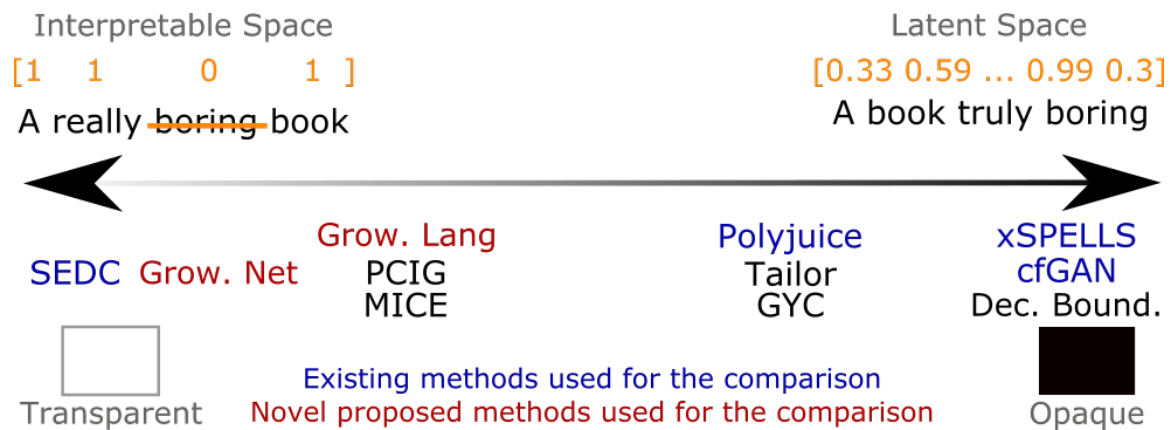 Interpretable Space
[1 1 0 1 ]
A really boring book
Latent Space
[0.33 0.59 ... 0.99 0.3]
A book truly boring
SEDC
Grow. Net
Grow. Lang
PCIG
MICE
Polyjuice
Tailor
GYC
xSPELLS
cfGAN
Dec. Bound.
Transparent
Existing methods used for the comparison
Novel proposed methods used for the comparison
Opaque